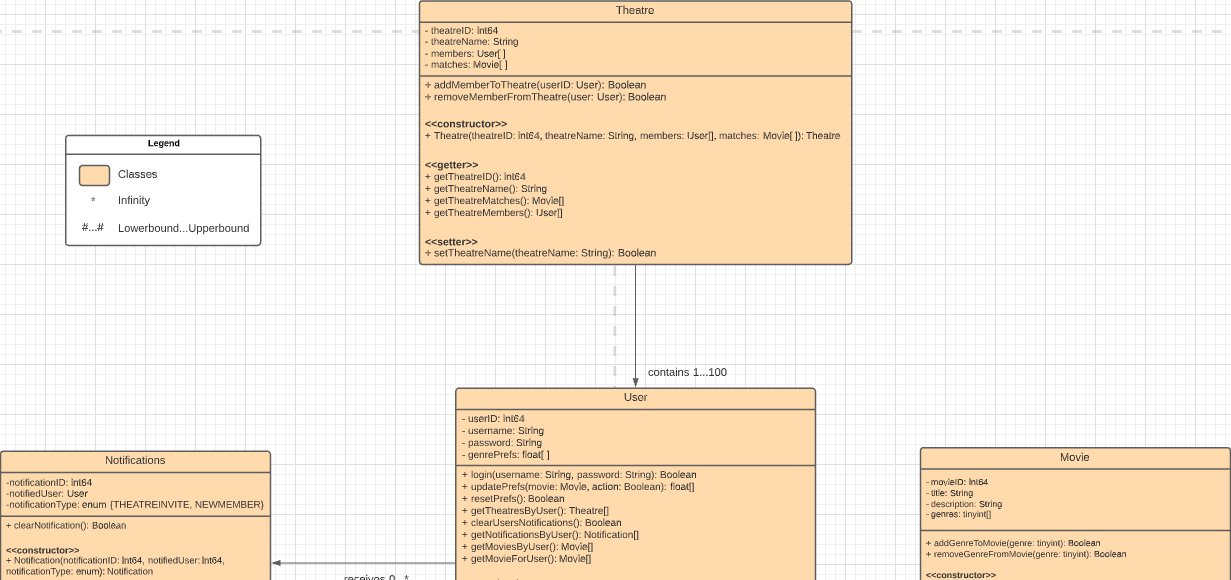 Theatre
- theatreID: int64
- theatreName: String
- members: User[ ]
- matches: Movie[ ]
+ addMemberToTheatre(userID: User): Boolean
+ removeMemberFromTheatre(user: User): Boolean
<<constructor>>
+ Theatre(theatreID: int64, theatreName: String, members: User[], matches: Movie[ ]): Theatre
<<getter>>
+ getTheatreID(): int64
+ getTheatreName(): String
+ getTheatreMatches(): Movie[]
+ getTheatreMembers(): User[]
<<setter>>
+ setTheatreName(theatreName: String): Boolean
Legend
Classes
* Infinity
#...# Lowerbound...Upperbound
contains 1...100
User
- userID: int64
- username: String
- password: String
- genrePrefs: float[ ]
+ login(username: String, password: String): Boolean
+ updatePrefs(movie: Movie, action: Boolean): float[]
+ resetPrefs(): Boolean
+ getTheatresByUser(): Theatre[]
+ clearUsersNotifications(): Boolean
+ getNotificationsByUser(): Notification[]
+ getMoviesByUser(): Movie[]
+ getMovieForUser(): Movie[]
Notifications
-notificationID: int64
-notifiedUser: User
-notificationType: enum {THEATREINVITE, NEWMEMBER}
+ clearNotification(): Boolean
<<constructor>>
+ Notification(notificationID: int64, notifiedUser: int64,
notificationType: enum): Notification
receives 0...*
Movie
- movieID: int64
- title: String
- description: String
- genres: tinyint[]
+ addGenreToMovie(genre: tinyint): Boolean
+ removeGenreFromMovie(genre: tinyint): Boolean
<<constructor>>